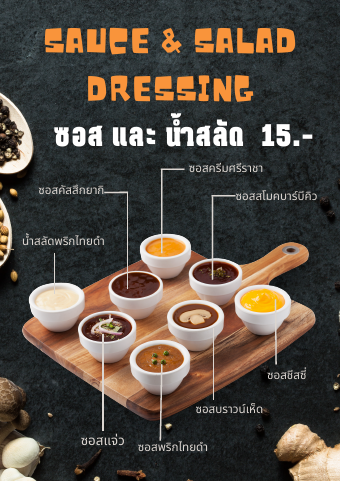 SAUCE & SALAD
DRESSING
ซอส และ น้ำสลัด 15.-
ซอสครีมศรีราชา
ซอสคัสสึกยากิ
ซอสสโมคบาร์บีคิว
น้ำสลัดพริกไทยดำ
ซอสชีสชี่
ซอสบราวน์เห็ด
ซอสแจ่ว
ซอสพริกไทยดำ